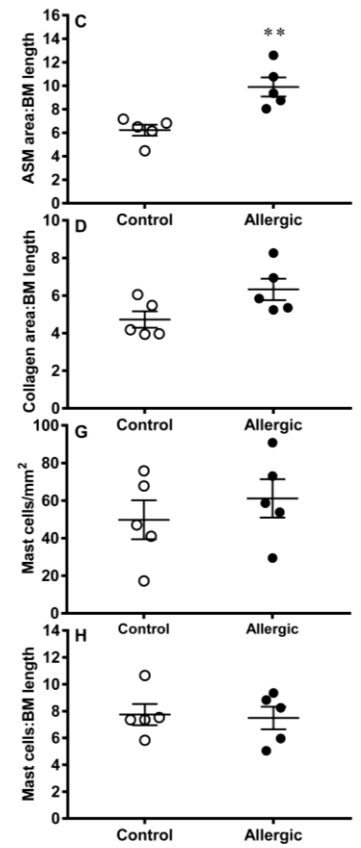 C
**
ASM area:BM length
16
14
12
10
8
6
4
2
0
Control Allergic
D
Collagen area:BM length
10
8
6
4
2
0
Control Allergic
G
Mast cells/mm²
100
80
60
40
20
0
Control Allergic
H
Mast cells:BM length
14
12
10
8
6
4
2
0
Control Allergic